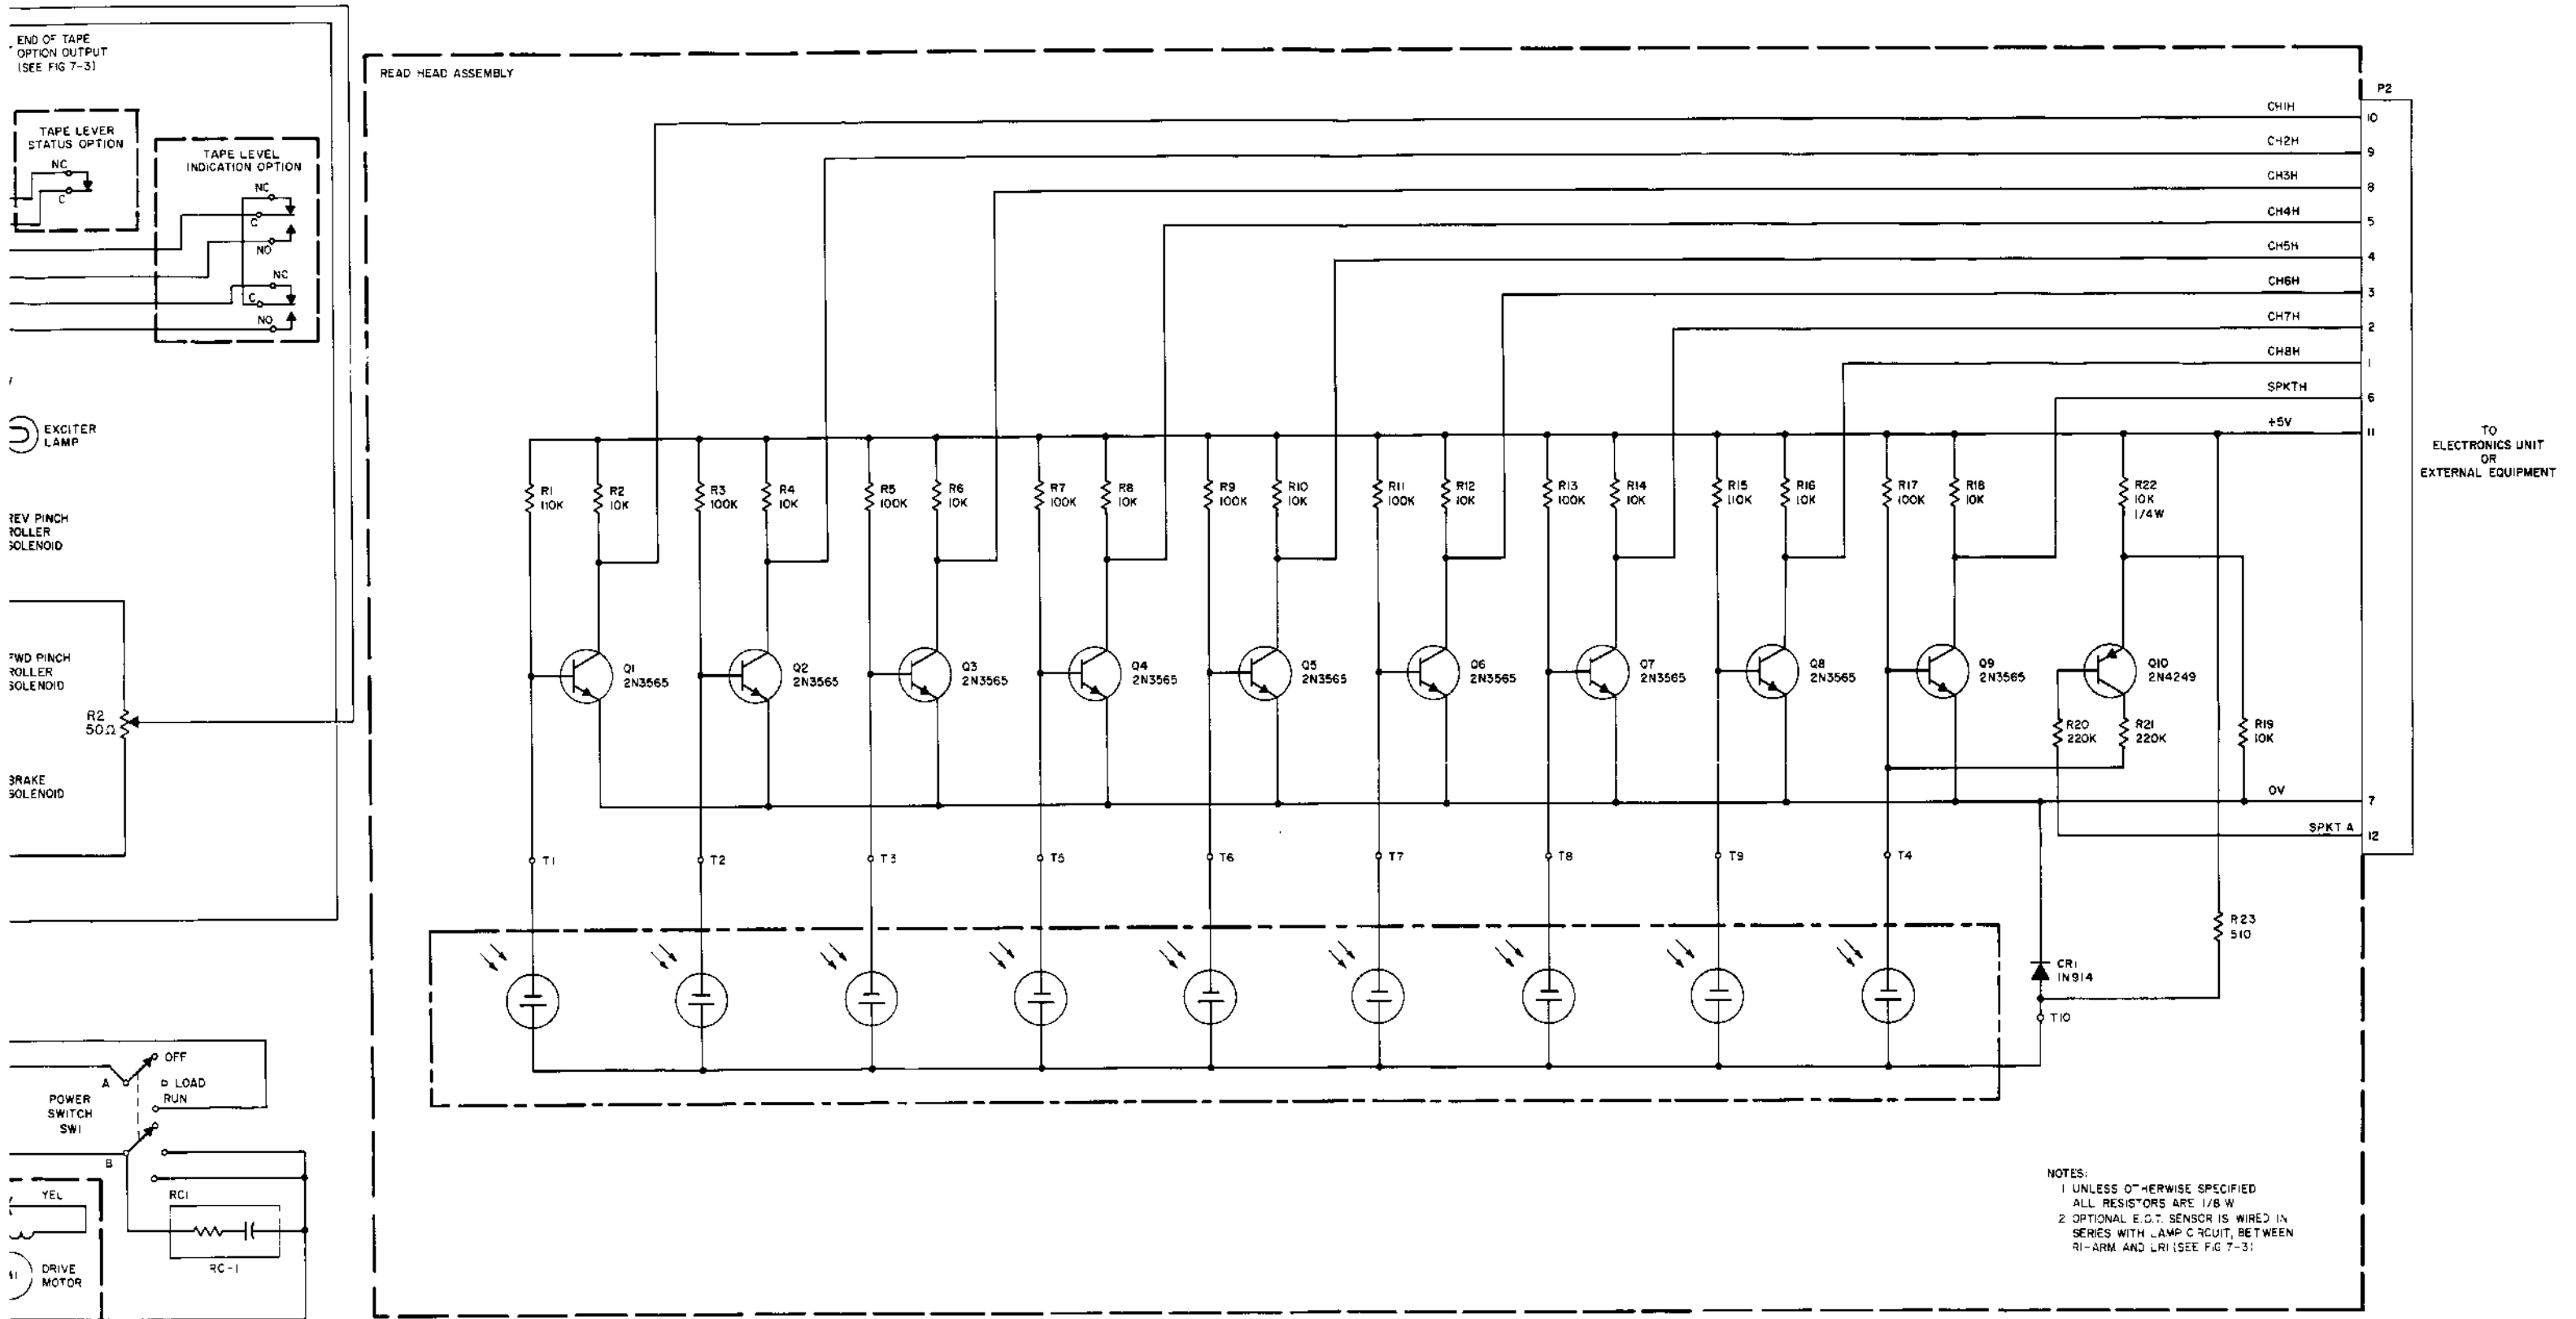 END OF TAPE
OPTION OUTPUT
(SEE FIG 7-3)
TAPE LEVER
STATUS OPTION
NC
C
TAPE LEVEL
INDICATION OPTION
NC
C
NO
NC
C
NO
EXCITER
LAMP
REV PINCH
ROLLER
SOLENOID
FWD PINCH
ROLLER
SOLENOID
R2
50Ω
BRAKE
SOLENOID
OFF
A
LOAD
RUN
POWER
SWITCH
SW1
B
YEL
RC1
RC-1
DRIVE
MOTOR
READ HEAD ASSEMBLY
P2
CH1H
10
CH2H
9
CH3H
8
CH4H
5
CH5H
4
CH6H
3
CH7H
2
CH8H
1
SPKTH
6
+5V
11
TO
ELECTRONICS UNIT
OR
EXTERNAL EQUIPMENT
R1
110K
R2
10K
R3
100K
R4
10K
R5
100K
R6
10K
R7
100K
R8
10K
R9
100K
R10
10K
R11
100K
R12
10K
R13
100K
R14
10K
R15
110K
R16
10K
R17
100K
R18
10K
R22
10K
1/4W
Q1
2N3565
Q2
2N3565
Q3
2N3565
Q4
2N3565
Q5
2N3565
Q6
2N3565
Q7
2N3565
Q8
2N3565
Q9
2N3565
Q10
2N4249
R20
220K
R21
220K
R19
10K
0V
7
SPKT A
12
T1
T2
T3
T5
T6
T7
T8
T9
T4
R23
510
CR1
1N914
T10
NOTES:
1 UNLESS OTHERWISE SPECIFIED
ALL RESISTORS ARE 1/8 W
2 OPTIONAL E.O.T. SENSOR IS WIRED IN
SERIES WITH LAMP CIRCUIT, BETWEEN
R1-ARM AND LR1 (SEE FIG 7-3)